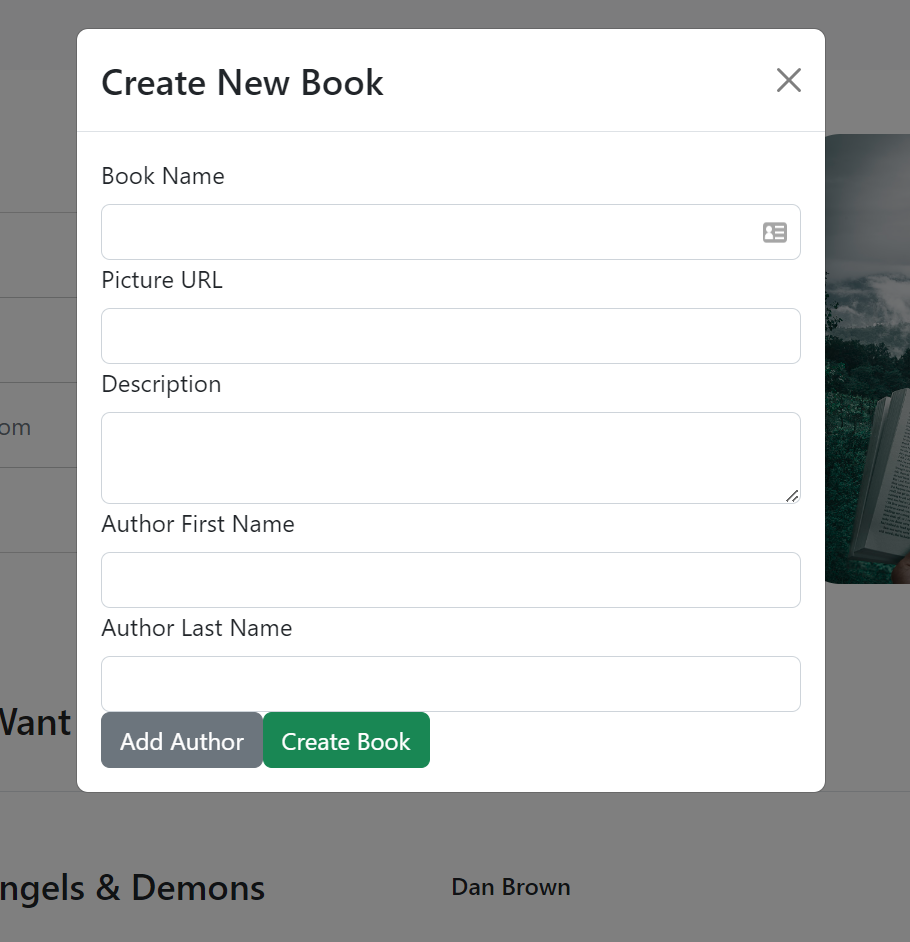 Create New Book
Book Name
Picture URL
Description
om
Author First Name
Author Last Name
Want
Add Author Create Book
ngels & Demons Dan Brown